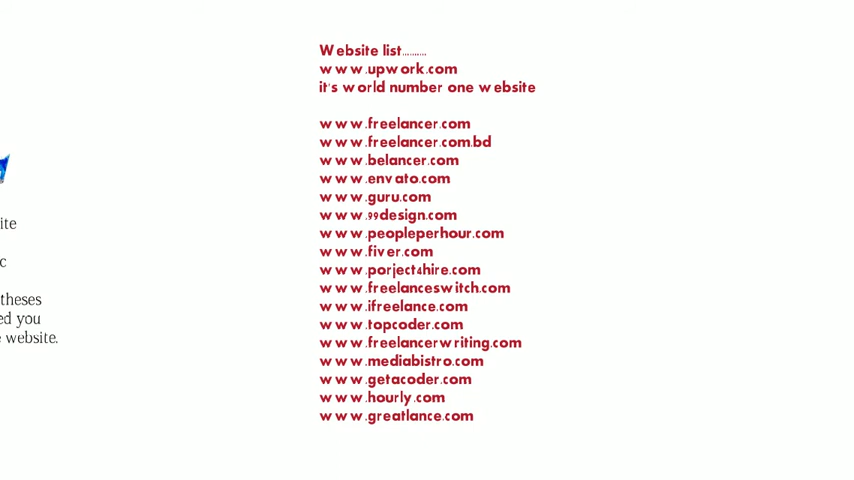 ite
c
theses
ed you
website.
Website list..........
www.upwork.com
it's world number one website
www.freelancer.com
www.freelancer.com.bd
www.belancer.com
www.envato.com
www.guru.com
www.99design.com
www.peopleperhour.com
www.fiver.com
www.porject4hire.com
www.freelanceswitch.com
www.ifreelance.com
www.topcoder.com
www.freelancerwriting.com
www.mediabistro.com
www.getacoder.com
www.hourly.com
www.greatlance.com